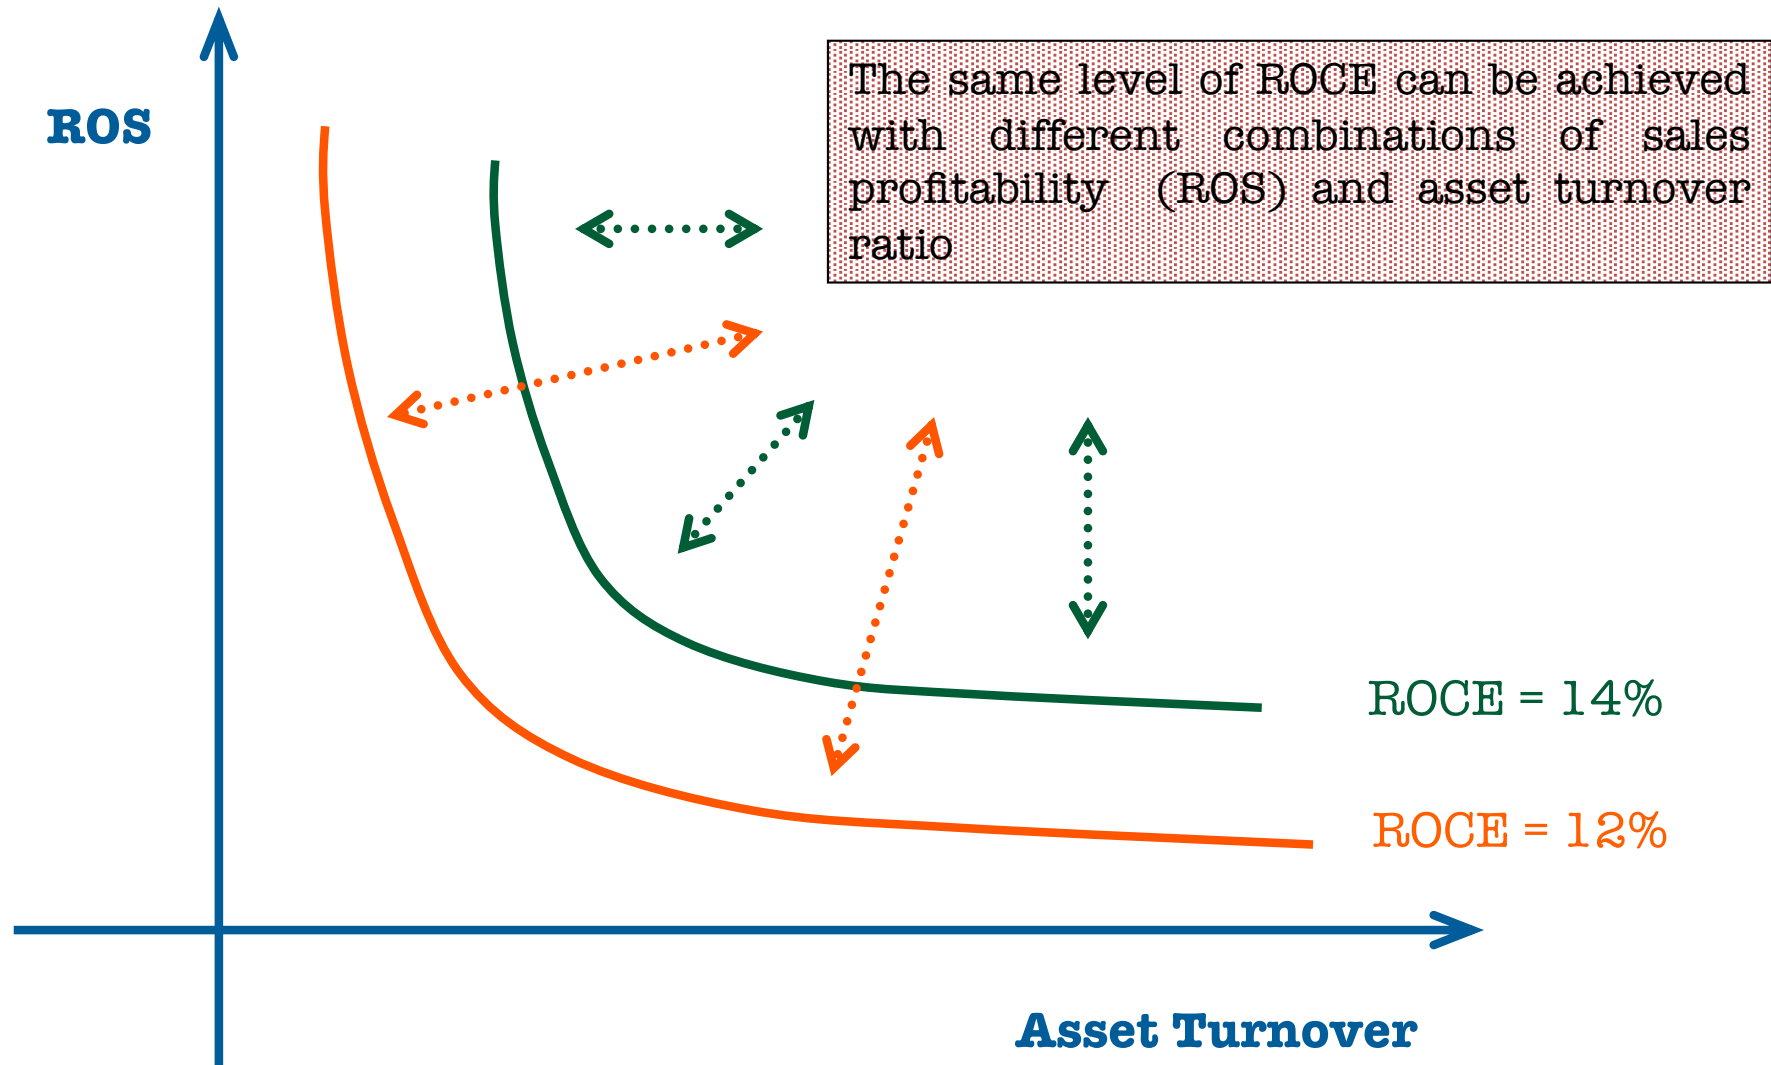 ROS
The same level of ROCE can be achieved
with different combinations of sales
profitability (ROS) and asset turnover
ratio
ROCE = 14%
ROCE = 12%
Asset Turnover